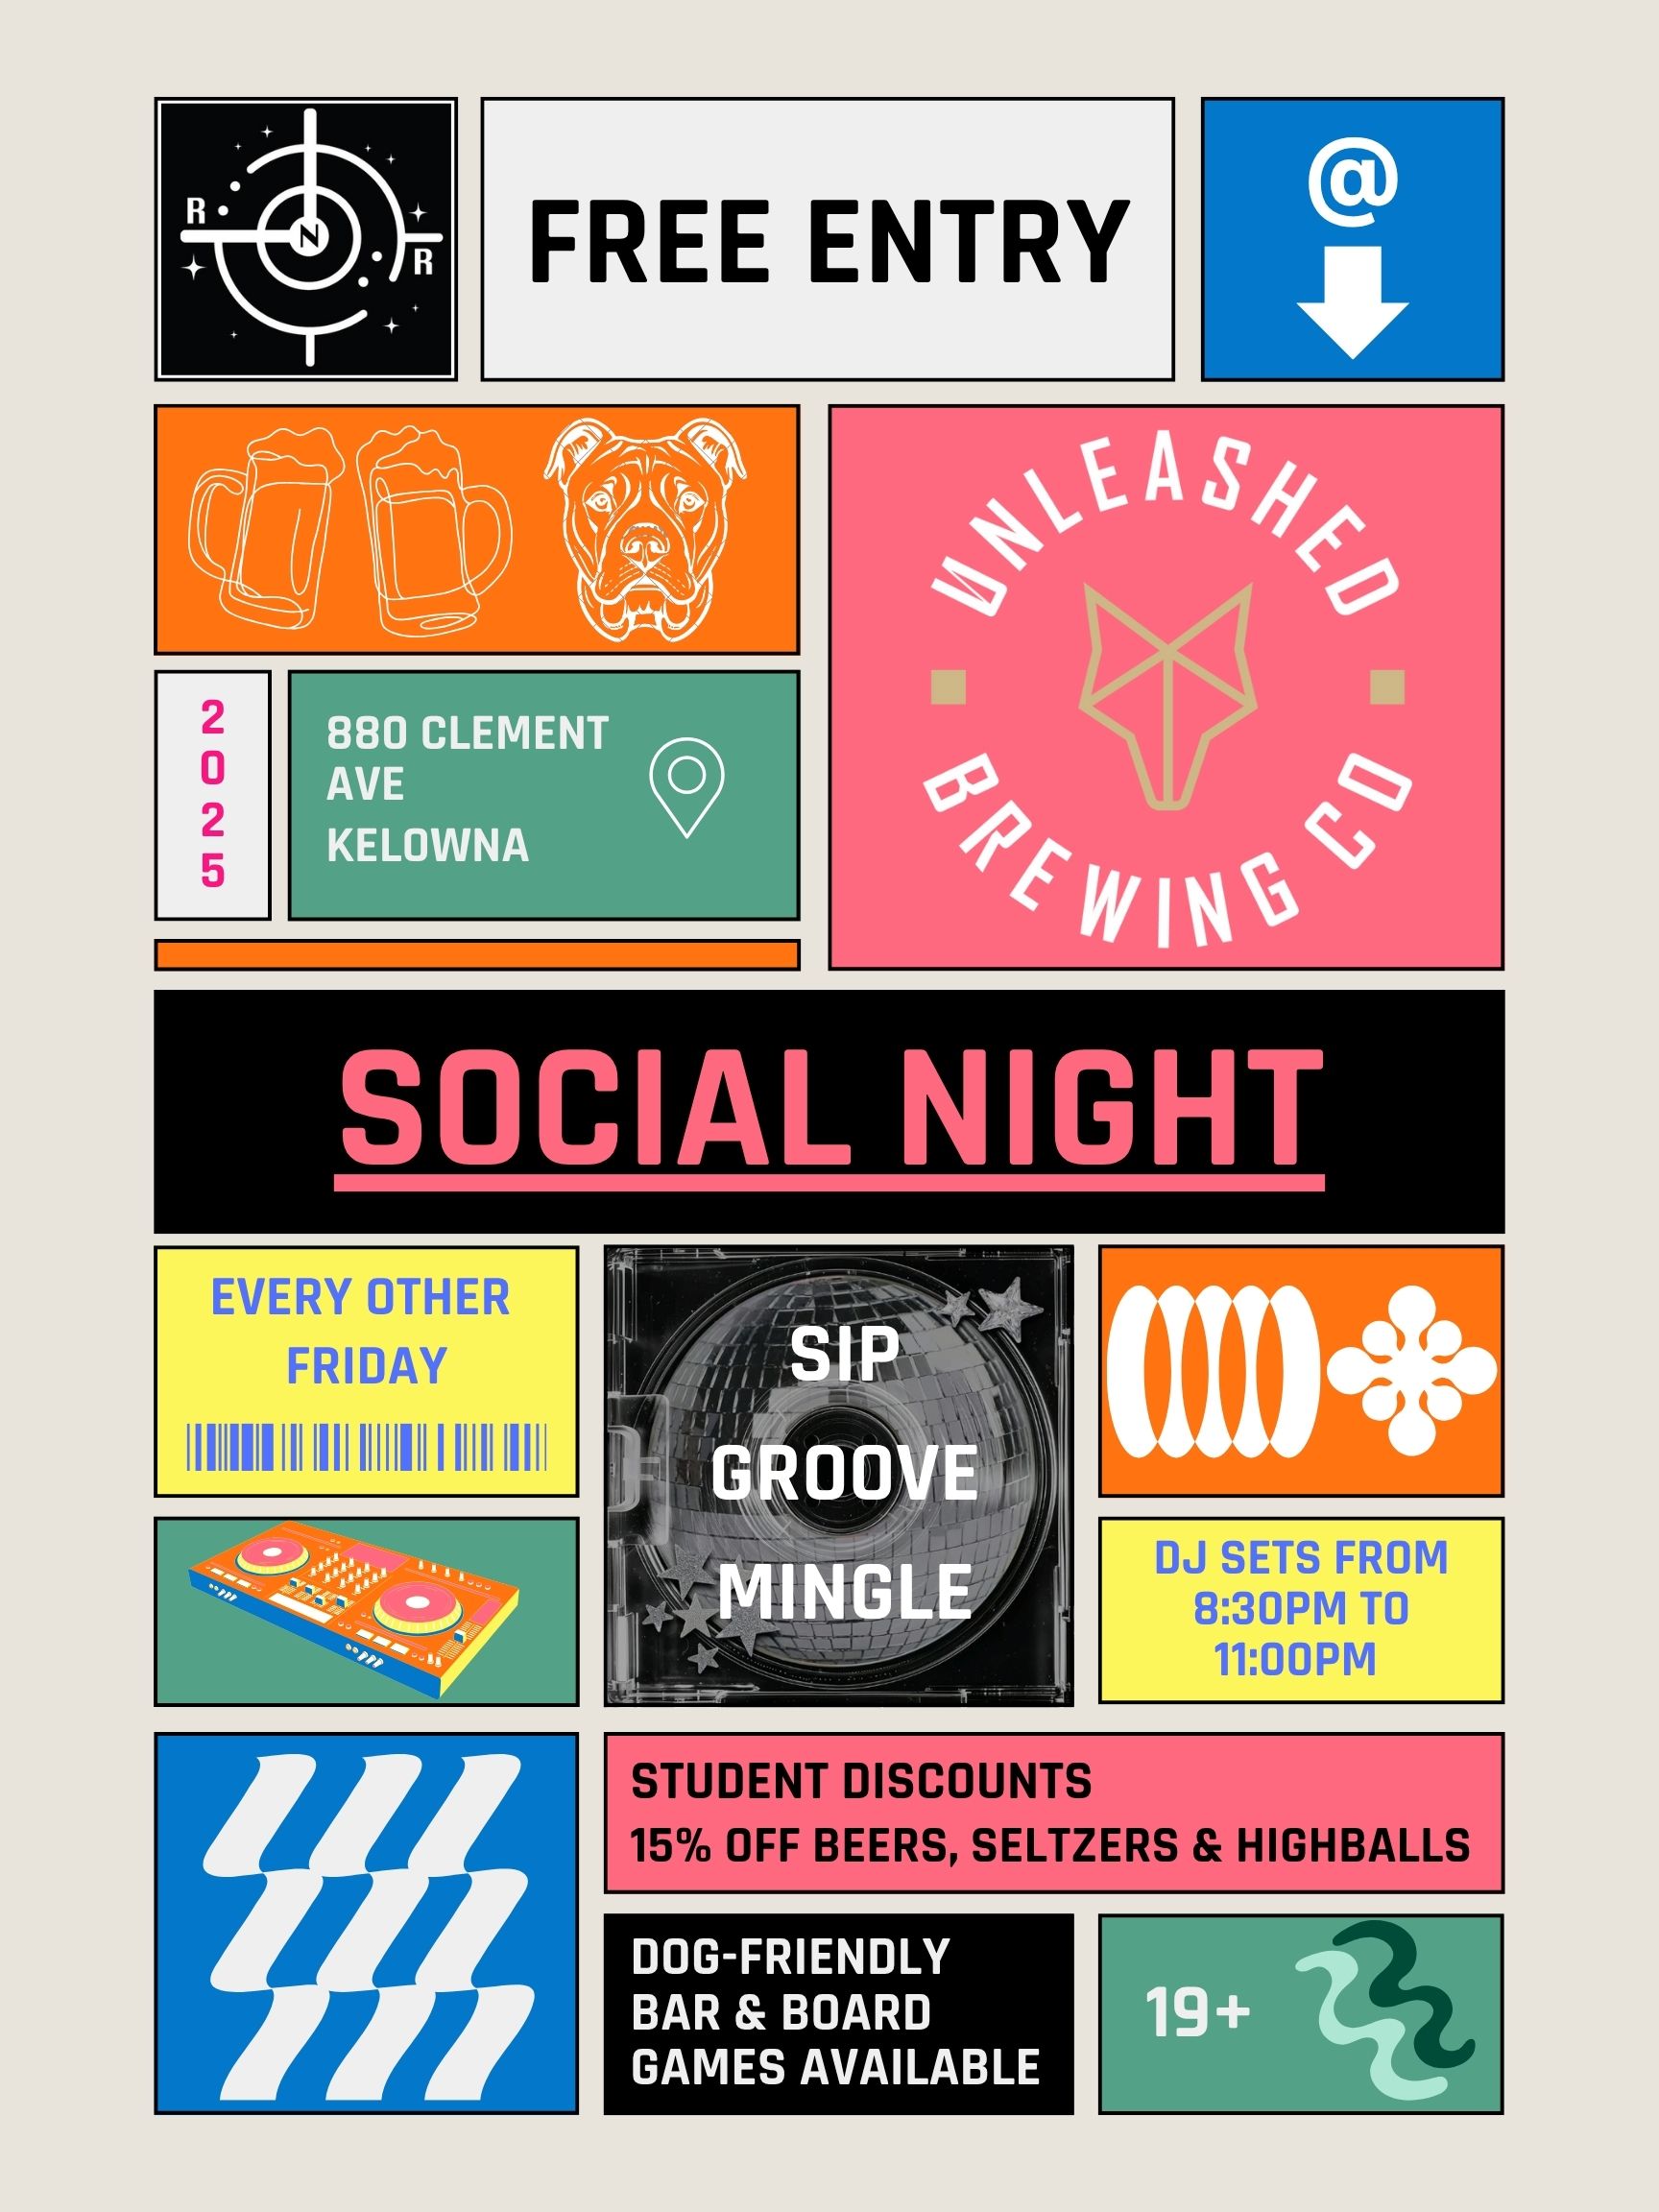 R
N
R
FREE ENTRY
@
UNLEASHED
BREWING CO
2
0
2
5
880 CLEMENT
AVE
KELOWNA
SOCIAL NIGHT
EVERY OTHER
FRIDAY
SIP
GROOVE
MINGLE
DJ SETS FROM
8:30PM TO
11:00PM
STUDENT DISCOUNTS
15% OFF BEERS, SELTZERS & HIGHBALLS
DOG-FRIENDLY
BAR & BOARD
GAMES AVAILABLE
19+